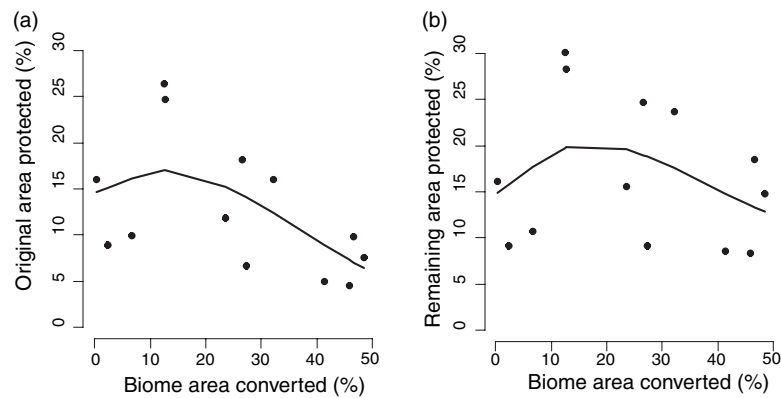 (a)
Original area protected (%)
30
25
20
15
10
5
0
0 10 20 30 40 50
Biome area converted (%)
(b)
Remaining area protected (%)
30
25
20
15
10
5
0
0 10 20 30 40 50
Biome area converted (%)